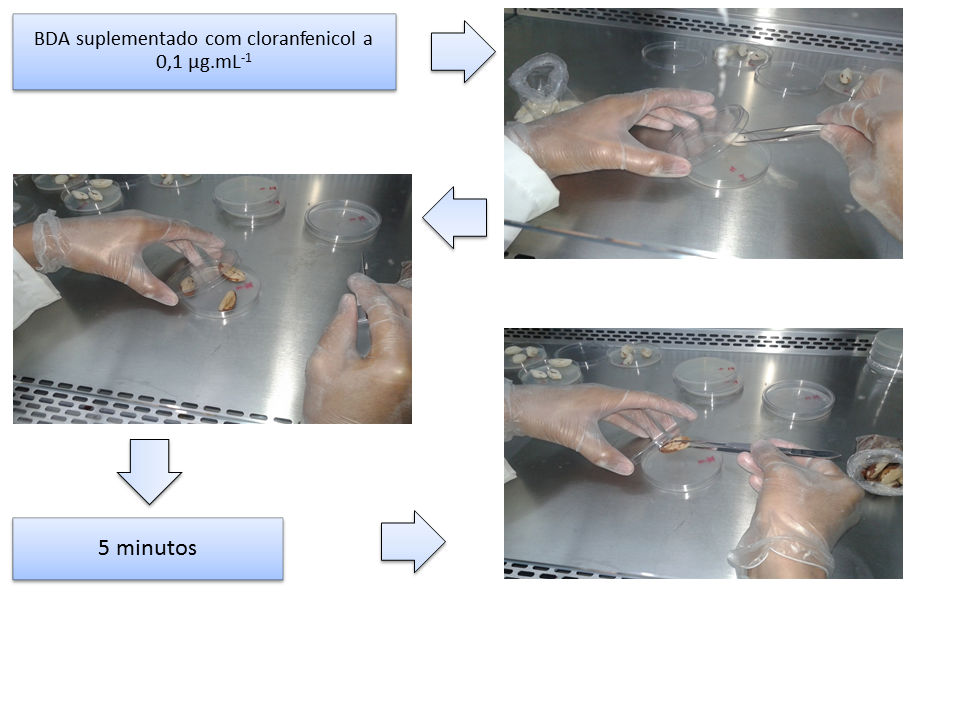 BDA suplementado com cloranfenicol a
0,1 µg.mL⁻¹
5 minutos